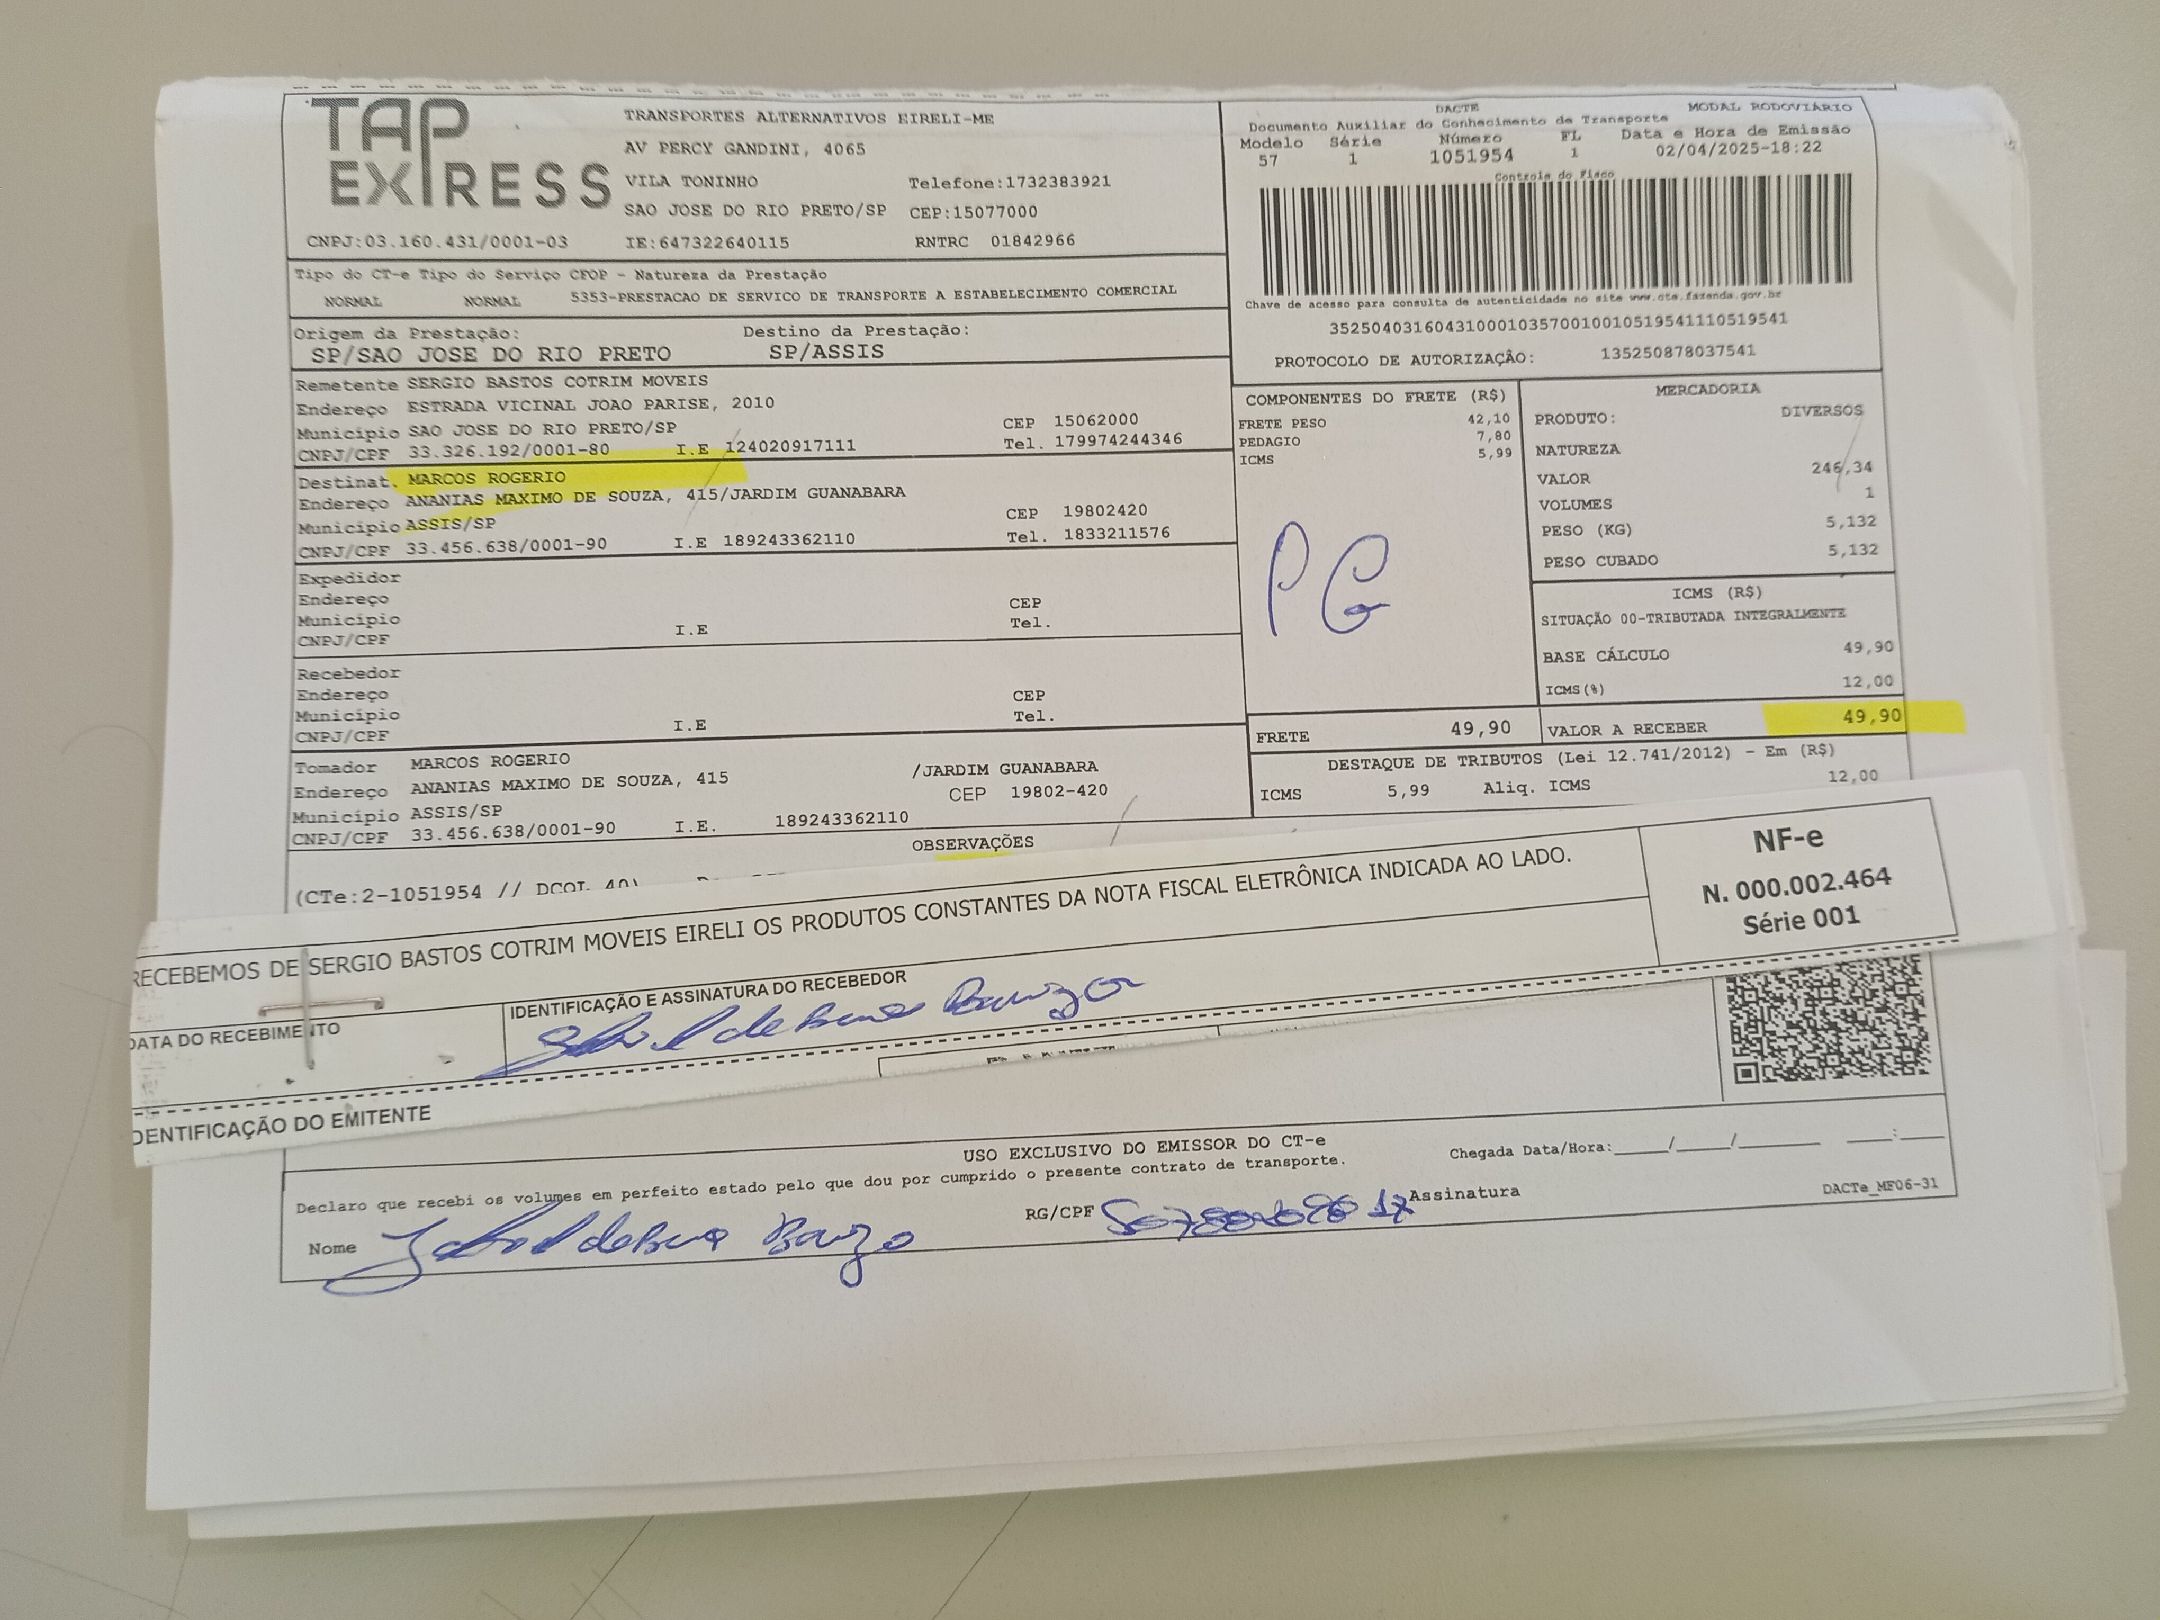 TAP EXPRESS
TRANSPORTES ALTERNATIVOS EIRELI-ME
AV PERCY GANDINI, 4065
VILA TONINHO Telefone:1732383921
SAO JOSE DO RIO PRETO/SP CEP:15077000
CNPJ:03.160.431/0001-03 IE:647322640115 RNTRC 01842966
DACTE MODAL RODOVIÁRIO
Documento Auxiliar do Conhecimento de Transporte
Modelo Série Número FL Data e Hora de Emissão
57 1 1051954 1 02/04/2025-18:22
Controle do Fisco
Chave de acesso para consulta de autenticidade no site www.cte.fazenda.gov.br
35250403160431000103570010010519541110519541
PROTOCOLO DE AUTORIZAÇÃO: 135250878037541
Tipo do CT-e Tipo do Serviço CFOP - Natureza da Prestação
NORMAL NORMAL 5353-PRESTACAO DE SERVICO DE TRANSPORTE A ESTABELECIMENTO COMERCIAL
Origem da Prestação: Destino da Prestação:
SP/SAO JOSE DO RIO PRETO SP/ASSIS
Remetente SERGIO BASTOS COTRIM MOVEIS
Endereço ESTRADA VICINAL JOAO PARISE, 2010
Município SAO JOSE DO RIO PRETO/SP CEP 15062000
CNPJ/CPF 33.326.192/0001-80 I.E 124020917111 Tel. 179974244346
Destinat. MARCOS ROGERIO
Endereço ANANIAS MAXIMO DE SOUZA, 415/JARDIM GUANABARA
Município ASSIS/SP CEP 19802420
CNPJ/CPF 33.456.638/0001-90 I.E 189243362110 Tel. 1833211576
Expedidor
Endereço
Município CEP
CNPJ/CPF I.E Tel.
Recebedor
Endereço
Município CEP
CNPJ/CPF I.E Tel.
Tomador MARCOS ROGERIO
Endereço ANANIAS MAXIMO DE SOUZA, 415 /JARDIM GUANABARA
Município ASSIS/SP CEP 19802-420
CNPJ/CPF 33.456.638/0001-90 I.E. 189243362110
COMPONENTES DO FRETE (R$)
FRETE PESO 42,10
PEDAGIO 7,80
ICMS 5,99
PG
FRETE 49,90
MERCADORIA
PRODUTO: DIVERSOS
NATUREZA
VALOR 246,34
VOLUMES 1
PESO (KG) 5,132
PESO CUBADO 5,132
ICMS (R$)
SITUAÇÃO 00-TRIBUTADA INTEGRALMENTE
BASE CÁLCULO 49,90
ICMS(%) 12,00
VALOR A RECEBER 49,90
DESTAQUE DE TRIBUTOS (Lei 12.741/2012) - Em (R$)
ICMS 5,99 Aliq. ICMS 12,00
OBSERVAÇÕES
(CTe:2-1051954 //
RECEBEMOS DE SERGIO BASTOS COTRIM MOVEIS EIRELI OS PRODUTOS CONSTANTES DA NOTA FISCAL ELETRÔNICA INDICADA AO LADO.
NF-e
N. 000.002.464
Série 001
DATA DO RECEBIMENTO
IDENTIFICAÇÃO E ASSINATURA DO RECEBEDOR
IDENTIFICAÇÃO DO EMITENTE
USO EXCLUSIVO DO EMISSOR DO CT-e
Declaro que recebi os volumes em perfeito estado pelo que dou por cumprido o presente contrato de transporte.
Chegada Data/Hora:____/____/______ ___:___
Nome
RG/CPF
Assinatura
DACTe_MF06-31